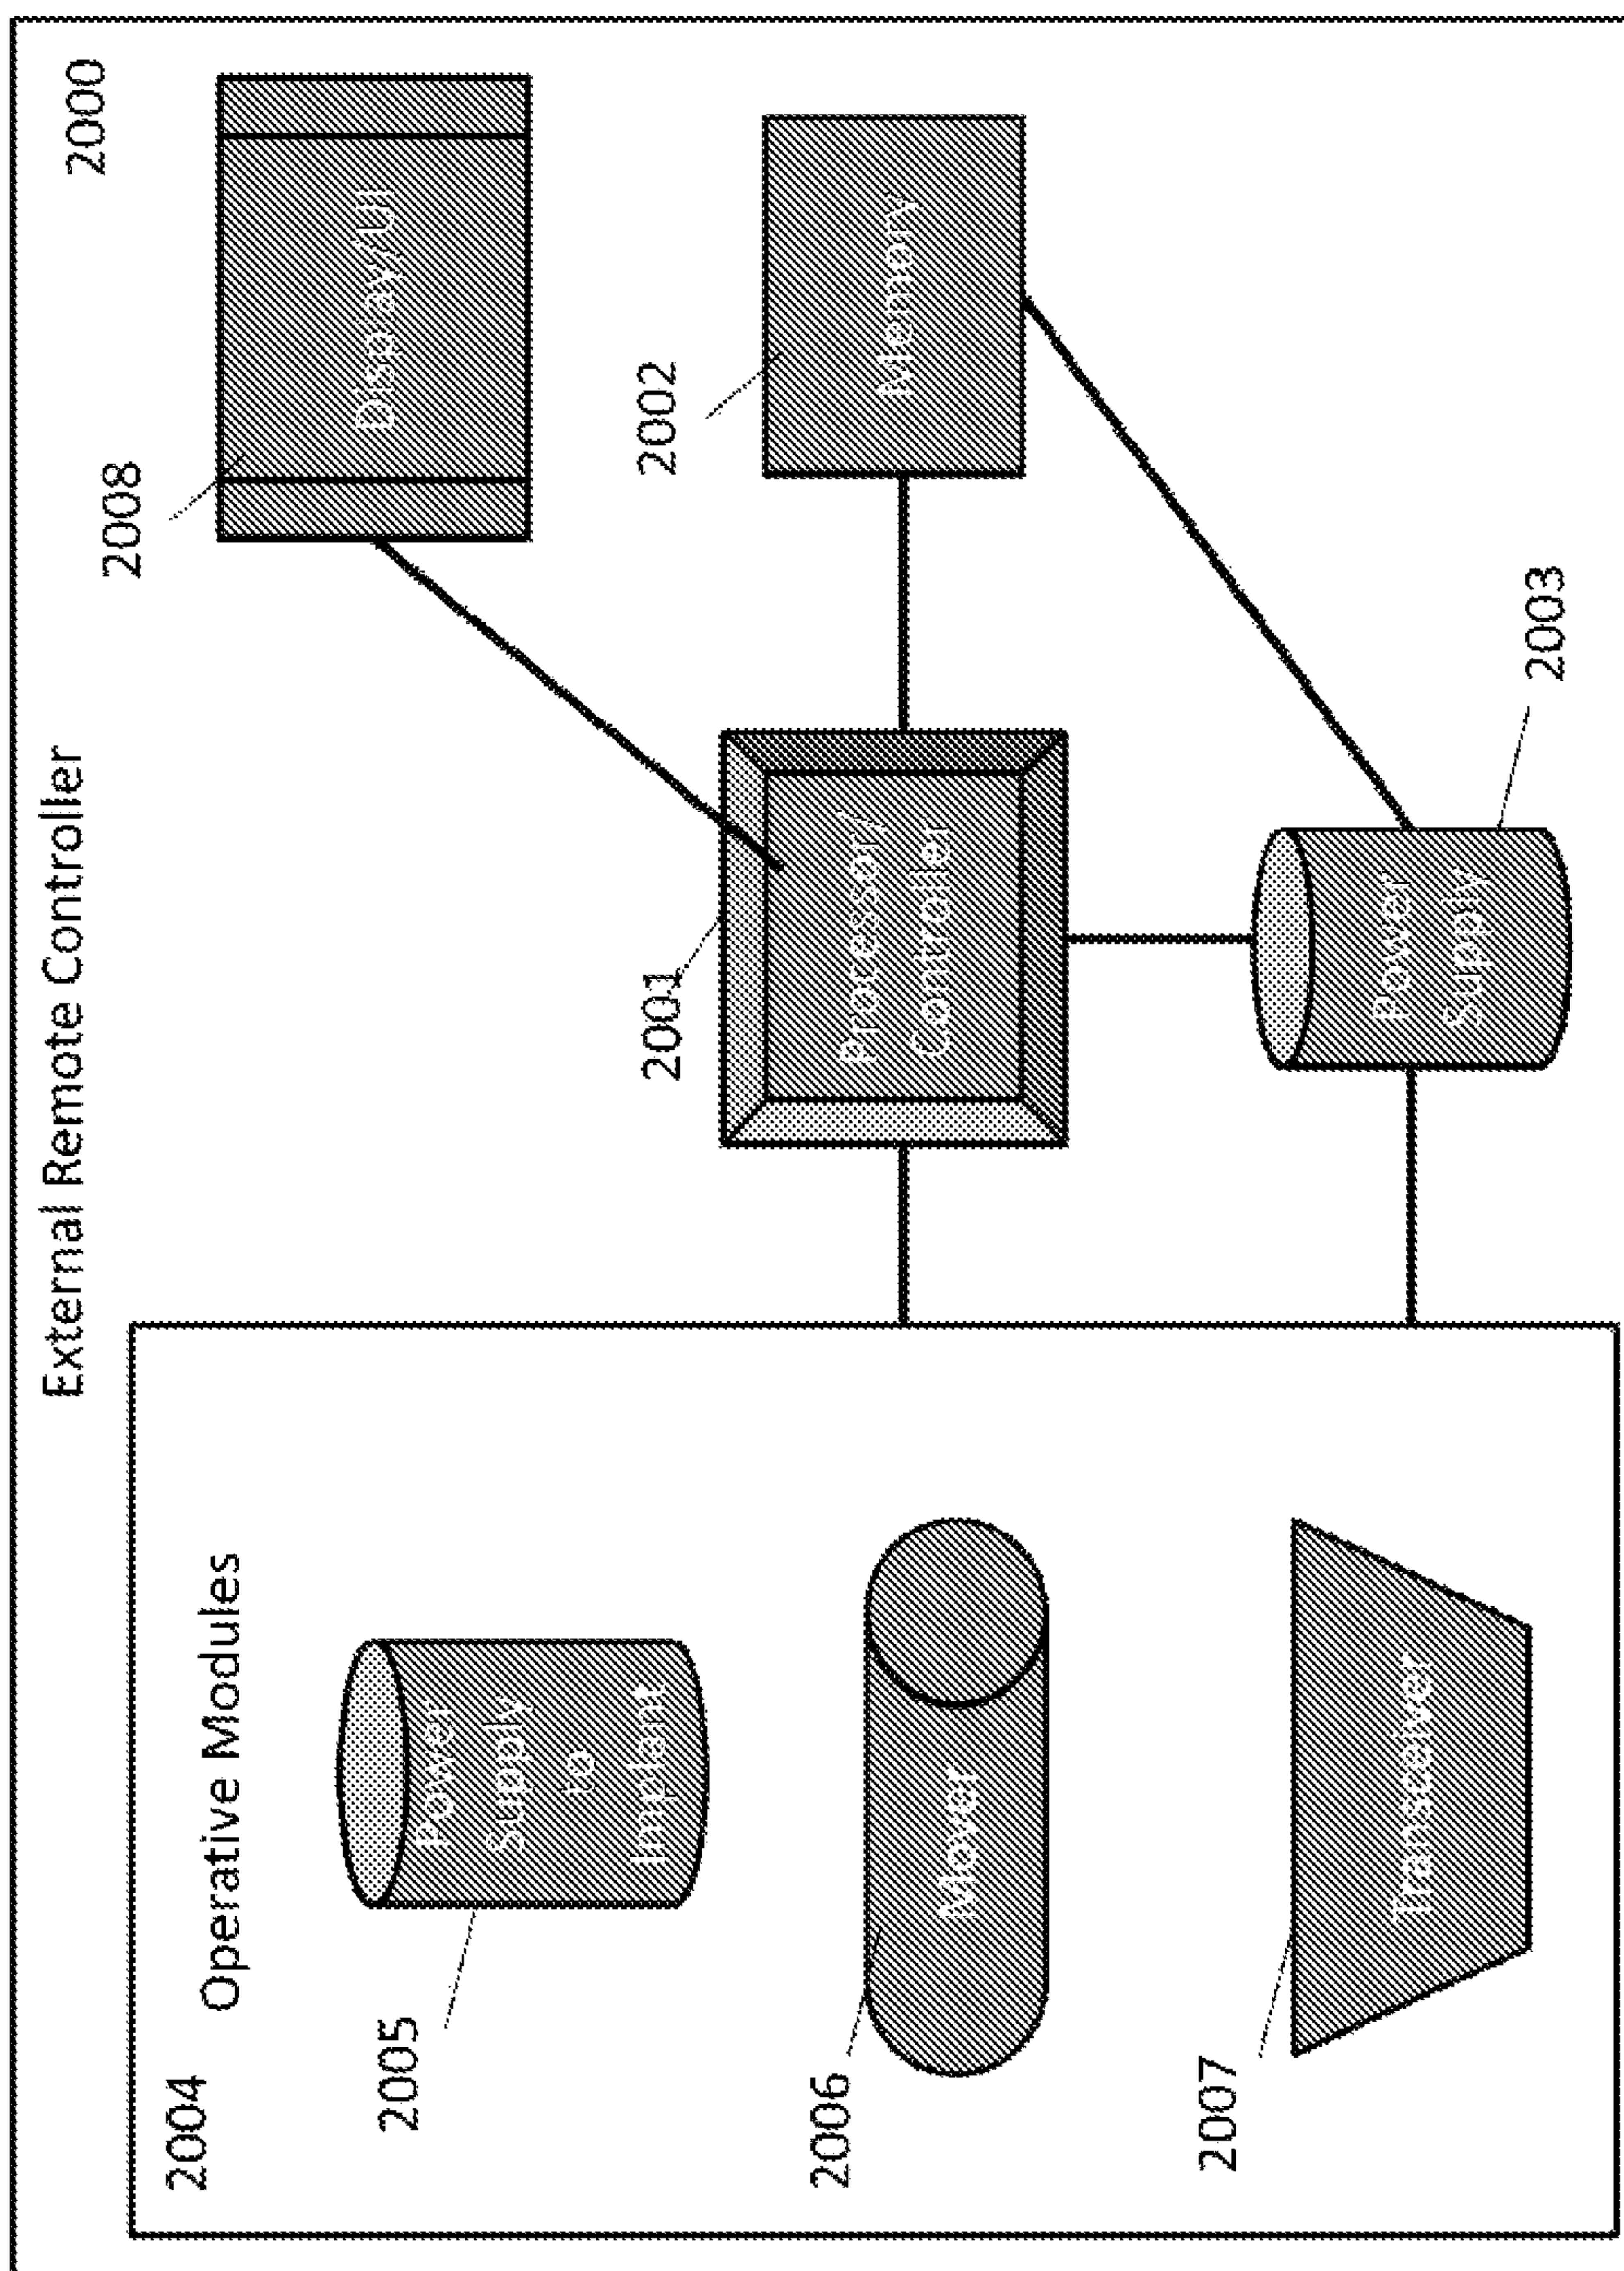 External Remote Controller
2000
2004
Operative Modules
2005
Power
Supply
to
Implant
2006
Mover
2007
Transceiver
2001
Processor/
Controller
2008
Display/UI
2002
Memory
2003
Power
Supply